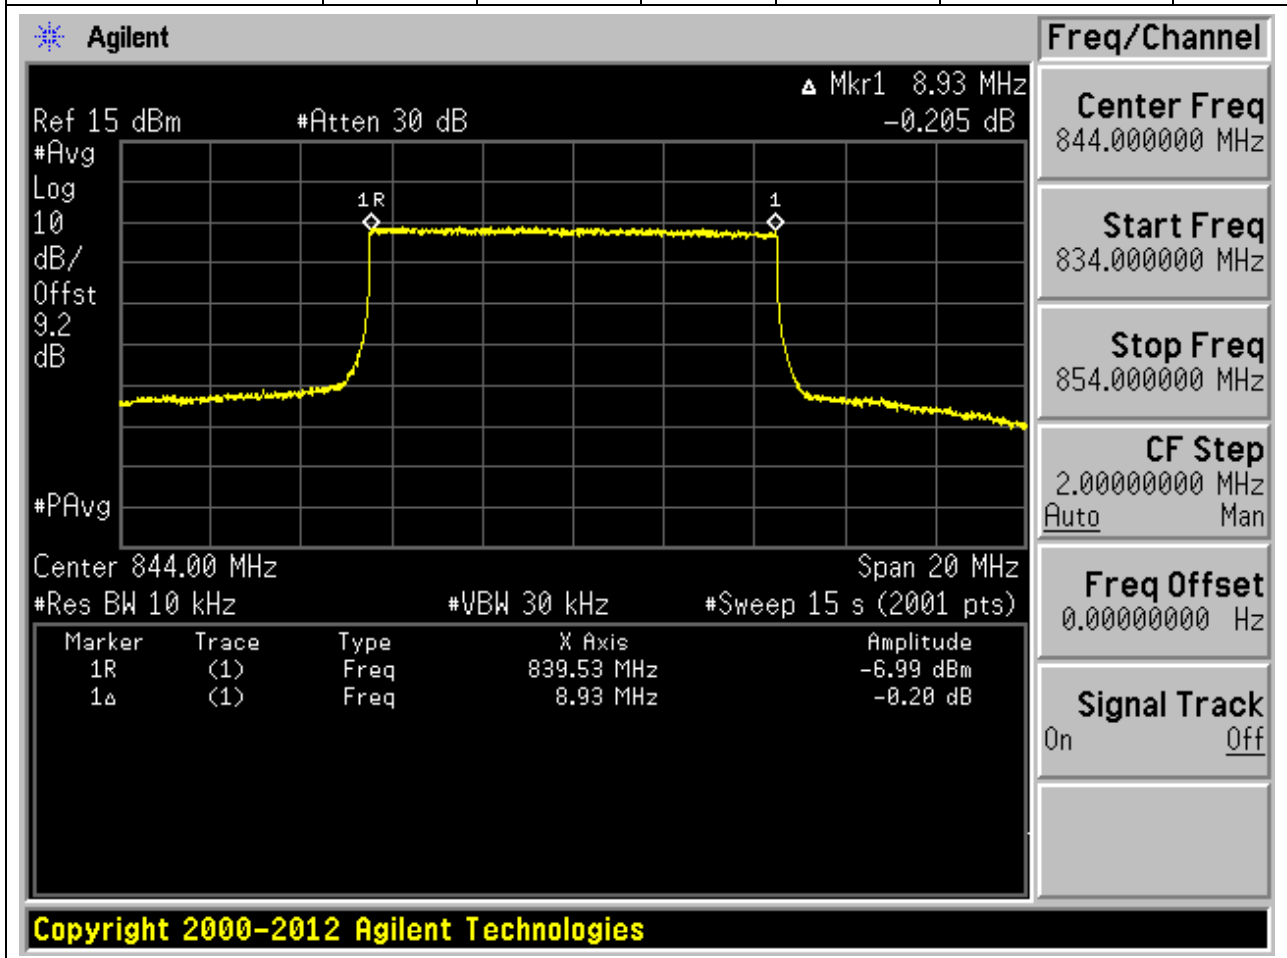 Agilent
Freq/Channel
Δ Mkr1 8.93 MHz
Ref 15 dBm #Atten 30 dB -0.205 dB
#Avg
Log
10
dB/
Offst
9.2
dB
1R
1
#PAvg
Center 844.00 MHz Span 20 MHz
#Res BW 10 kHz #VBW 30 kHz #Sweep 15 s (2001 pts)
Marker Trace Type X Axis Amplitude
1R (1) Freq 839.53 MHz -6.99 dBm
1Δ (1) Freq 8.93 MHz -0.20 dB
Center Freq
844.000000 MHz
Start Freq
834.000000 MHz
Stop Freq
854.000000 MHz
CF Step
2.00000000 MHz
Auto Man
Freq Offset
0.00000000 Hz
Signal Track
On Off
Copyright 2000-2012 Agilent Technologies